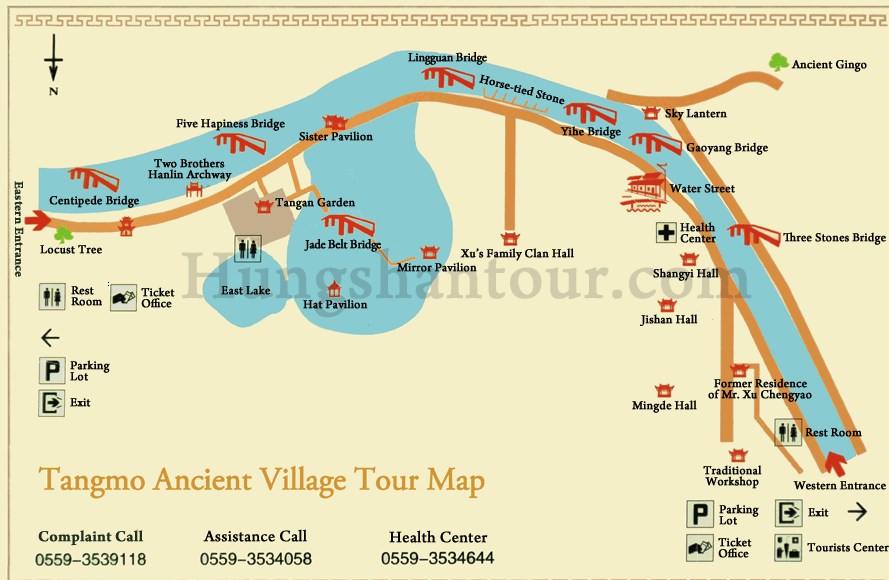 N
Lingguan Bridge
Horse-tied Stone
Ancient Gingo
Five Hapiness Bridge
Sister Pavilion
Yihe Bridge
Sky Lantern
Gaoyang Bridge
Two Brothers
Hanlin Archway
Centipede Bridge
Eastern Entrance
Locust Tree
Tangan Garden
Jade Belt Bridge
Mirror Pavilion
Xu's Family Clan Hall
Water Street
Health
Center
Three Stones Bridge
Shangyi Hall
Hungshantour.com
East Lake
Hat Pavilion
Jishan Hall
Rest
Room
Ticket
Office
P
Parking
Lot
Exit
Former Residence
of Mr. Xu Chengyao
Mingde Hall
Rest Room
Traditional
Workshop
Western Entrance
P
Parking
Lot
Exit
Ticket
Office
Tourists Center
Tangmo Ancient Village Tour Map
Complaint Call
0559-3539118
Assistance Call
0559-3534058
Health Center
0559-3534644